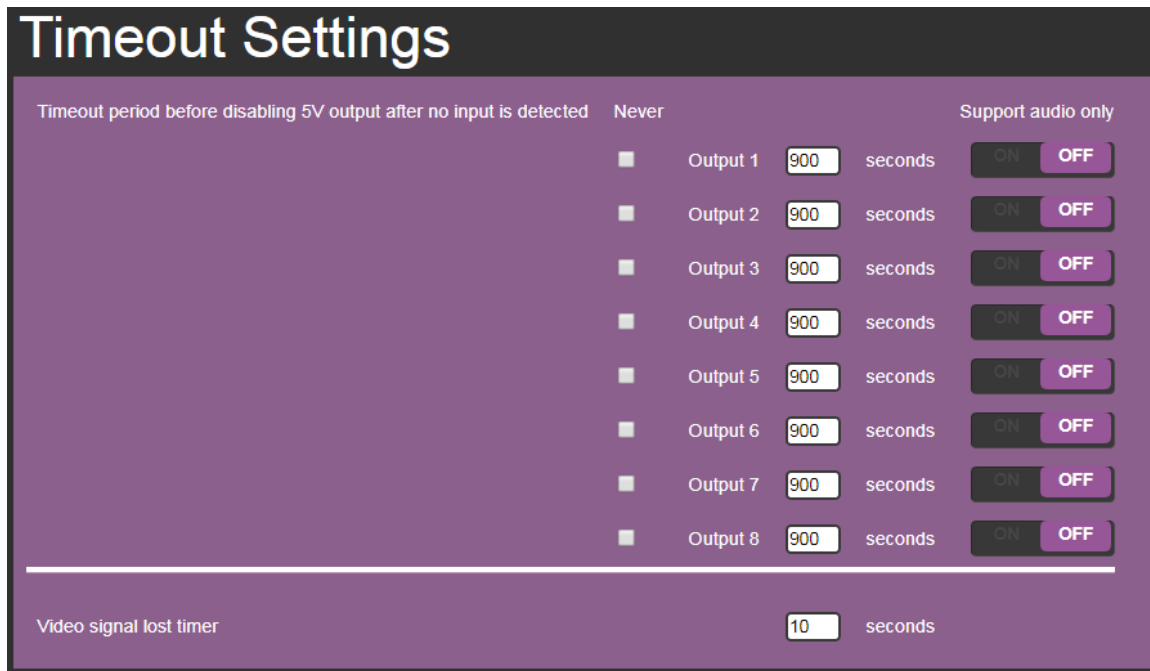 Timeout Settings
Timeout period before disabling 5V output after no input is detected Never Support audio only
Output 1 900 seconds ON OFF
Output 2 900 seconds ON OFF
Output 3 900 seconds ON OFF
Output 4 900 seconds ON OFF
Output 5 900 seconds ON OFF
Output 6 900 seconds ON OFF
Output 7 900 seconds ON OFF
Output 8 900 seconds ON OFF
Video signal lost timer 10 seconds